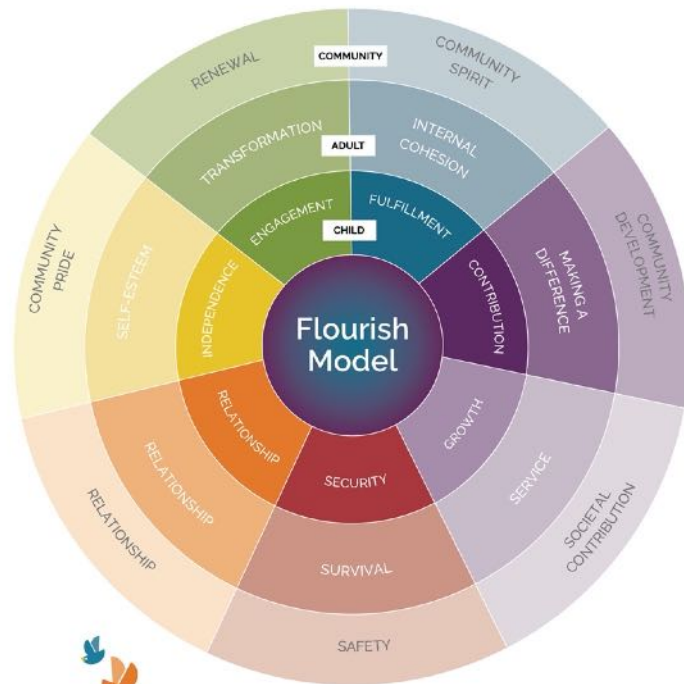 RENEWAL
COMMUNITY
COMMUNITY
SPIRIT
TRANSFORMATION
ADULT
INTERNAL
COHESION
ENGAGEMENT
CHILD
FULFILLMENT
COMMUNITY
PRIDE
SELF-ESTEEM
INDEPENDENCE
Flourish
Model
CONTRIBUTION
MAKING A
DIFFERENCE
COMMUNITY
DEVELOPMENT
RELATIONSHIP
RELATIONSHIP
RELATIONSHIP
SECURITY
GROWTH
SERVICE
SOCIETAL
CONTRIBUTION
SURVIVAL
SAFETY